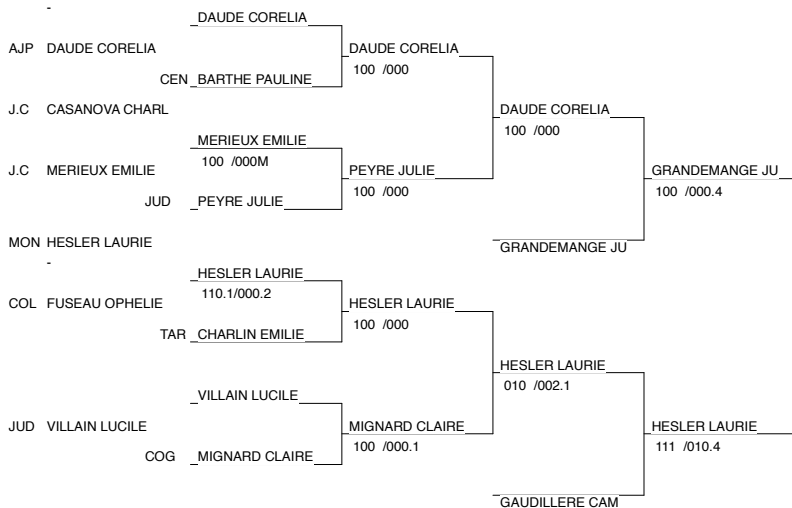 -
DAUDE CORELIA
AJP DAUDE CORELIA
DAUDE CORELIA
100 /000
CEN BARTHE PAULINE
J.C CASANOVA CHARL
DAUDE CORELIA
100 /000
MERIEUX EMILIE
100 /000M
J.C MERIEUX EMILIE
PEYRE JULIE
100 /000
GRANDEMANGE JU
100 /000.4
JUD PEYRE JULIE
MON HESLER LAURIE
GRANDEMANGE JU
-
HESLER LAURIE
110.1/000.2
COL FUSEAU OPHELIE
HESLER LAURIE
100 /000
TAR CHARLIN EMILIE
HESLER LAURIE
010 /002.1
VILLAIN LUCILE
JUD VILLAIN LUCILE
MIGNARD CLAIRE
100 /000.1
HESLER LAURIE
111 /010.4
COG MIGNARD CLAIRE
GAUDILLERE CAM